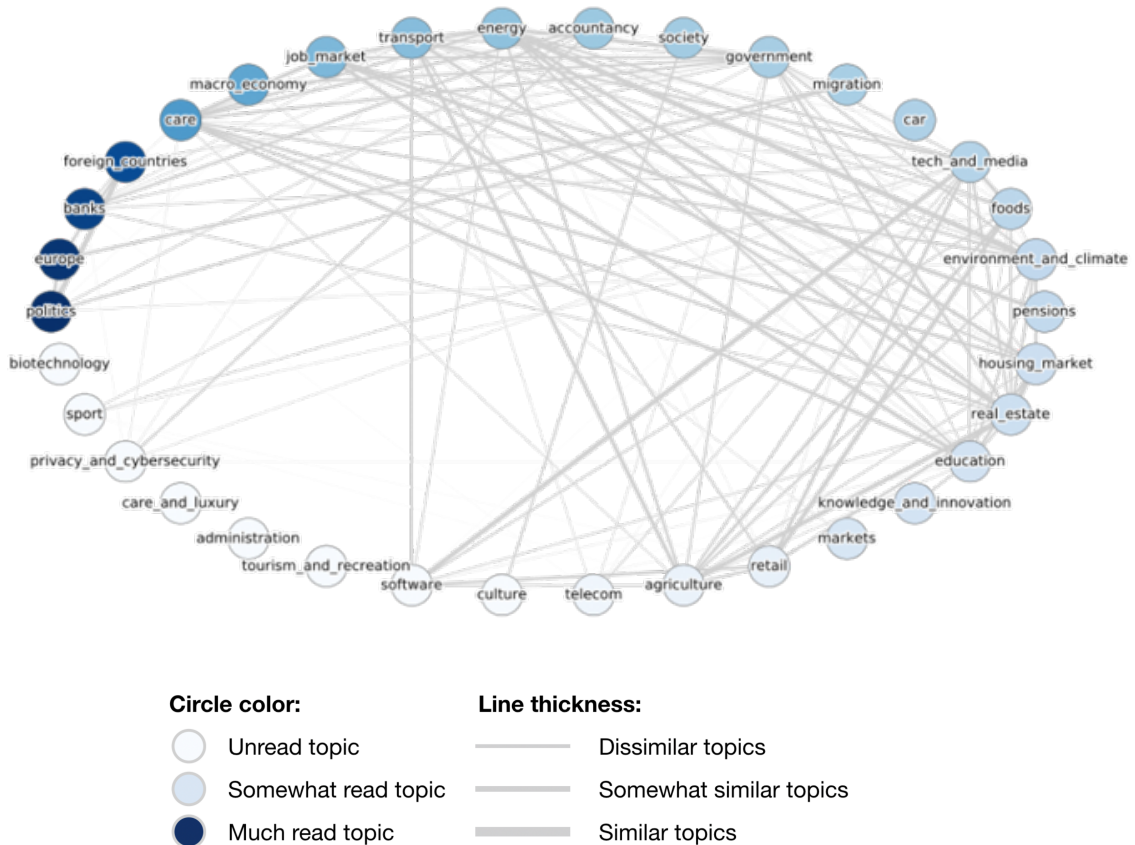 energy
accountancy
transport
society
job_market
government
macro_economy
migration
care
car
foreign_countries
tech_and_media
banks
foods
europe
environment_and_climate
politics
pensions
biotechnology
housing_market
sport
real_estate
privacy_and_cybersecurity
education
care_and_luxury
knowledge_and_innovation
administration
markets
tourism_and_recreation
retail
software
agriculture
culture
telecom
Circle color:
Line thickness:
Unread topic
Dissimilar topics
Somewhat read topic
Somewhat similar topics
Much read topic
Similar topics